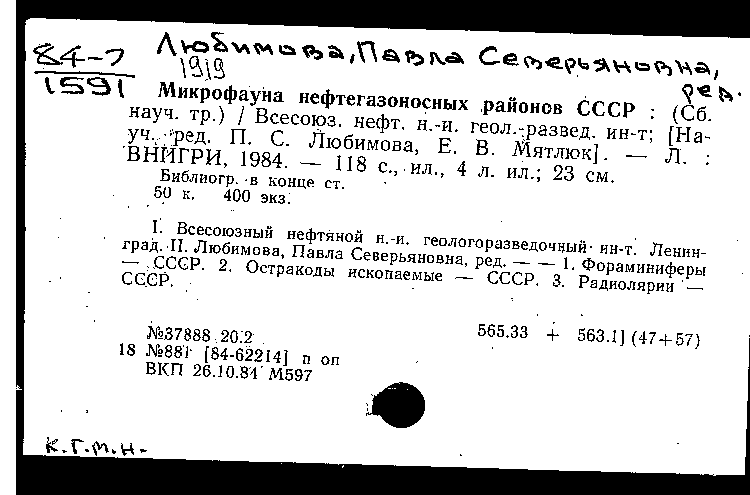 84-7
1591
Любимова, Павла Северьяновна,
1919 ред.
Микрофауна нефтегазоносных районов СССР : (Сб.
науч. тр.) / Всесоюз. нефт. н.-и. геол.-развед. ин-т; [На-
уч. ред. П. С. Любимова, Е. В. Мятлюк]. — Л. :
ВНИГРИ, 1984. — 118 с., ил., 4 л. ил.; 23 см.
Библиогр. в конце ст.
50 к. 400 экз.
I. Всесоюзный нефтяной н.-и. геологоразведочный ин-т. Ленин-
град. II. Любимова, Павла Северьяновна, ред. — — 1. Фораминиферы
— СССР. 2. Остракоды ископаемые — СССР. 3. Радиолярии —
СССР.
№37888 20.2 565.33 + 563.1] (47+57)
18 №881 [84-62214] п оп
ВКП 26.10.84 М597
К.Г.М.Н.